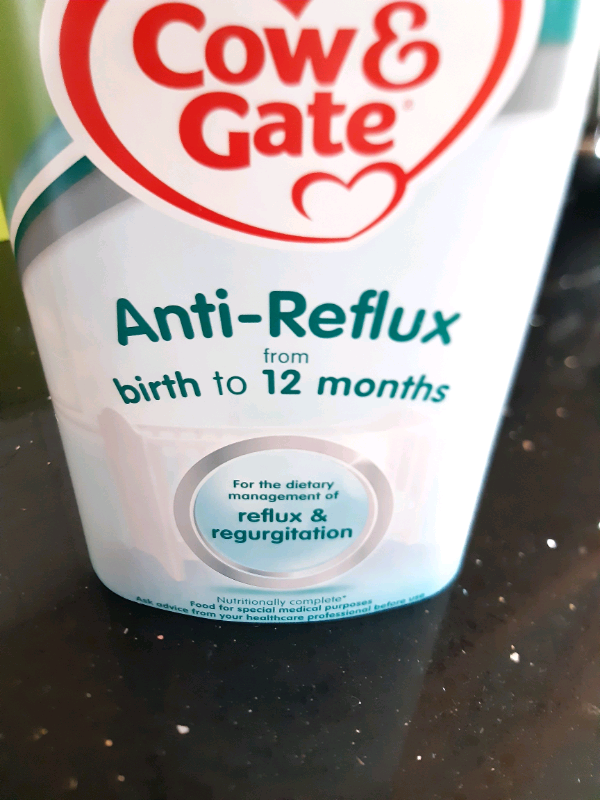 Cow &
Gate
Anti-Reflux
from
birth to 12 months
For the dietary
management of
reflux &
regurgitation
Nutritionally complete*
Food for special medical purposes
Ask advice from your healthcare professional before use